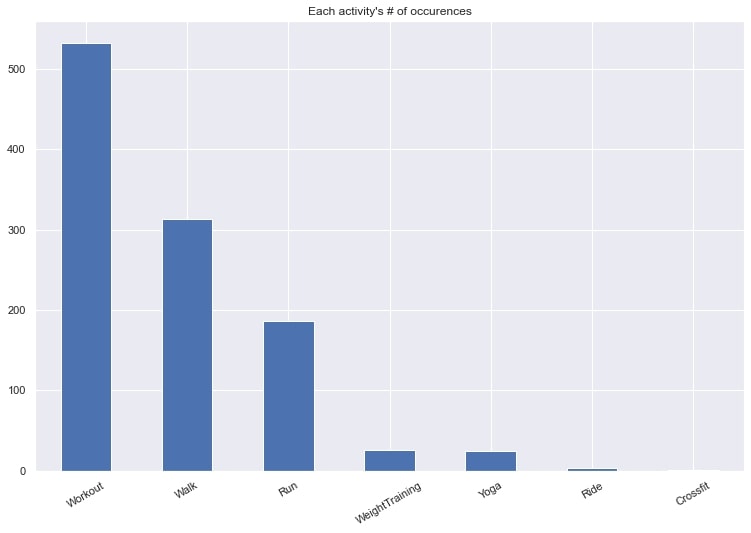 Each activity's # of occurences
500
400
300
200
100
0
Workout
Walk
Run
WeightTraining
Yoga
Ride
Crossfit